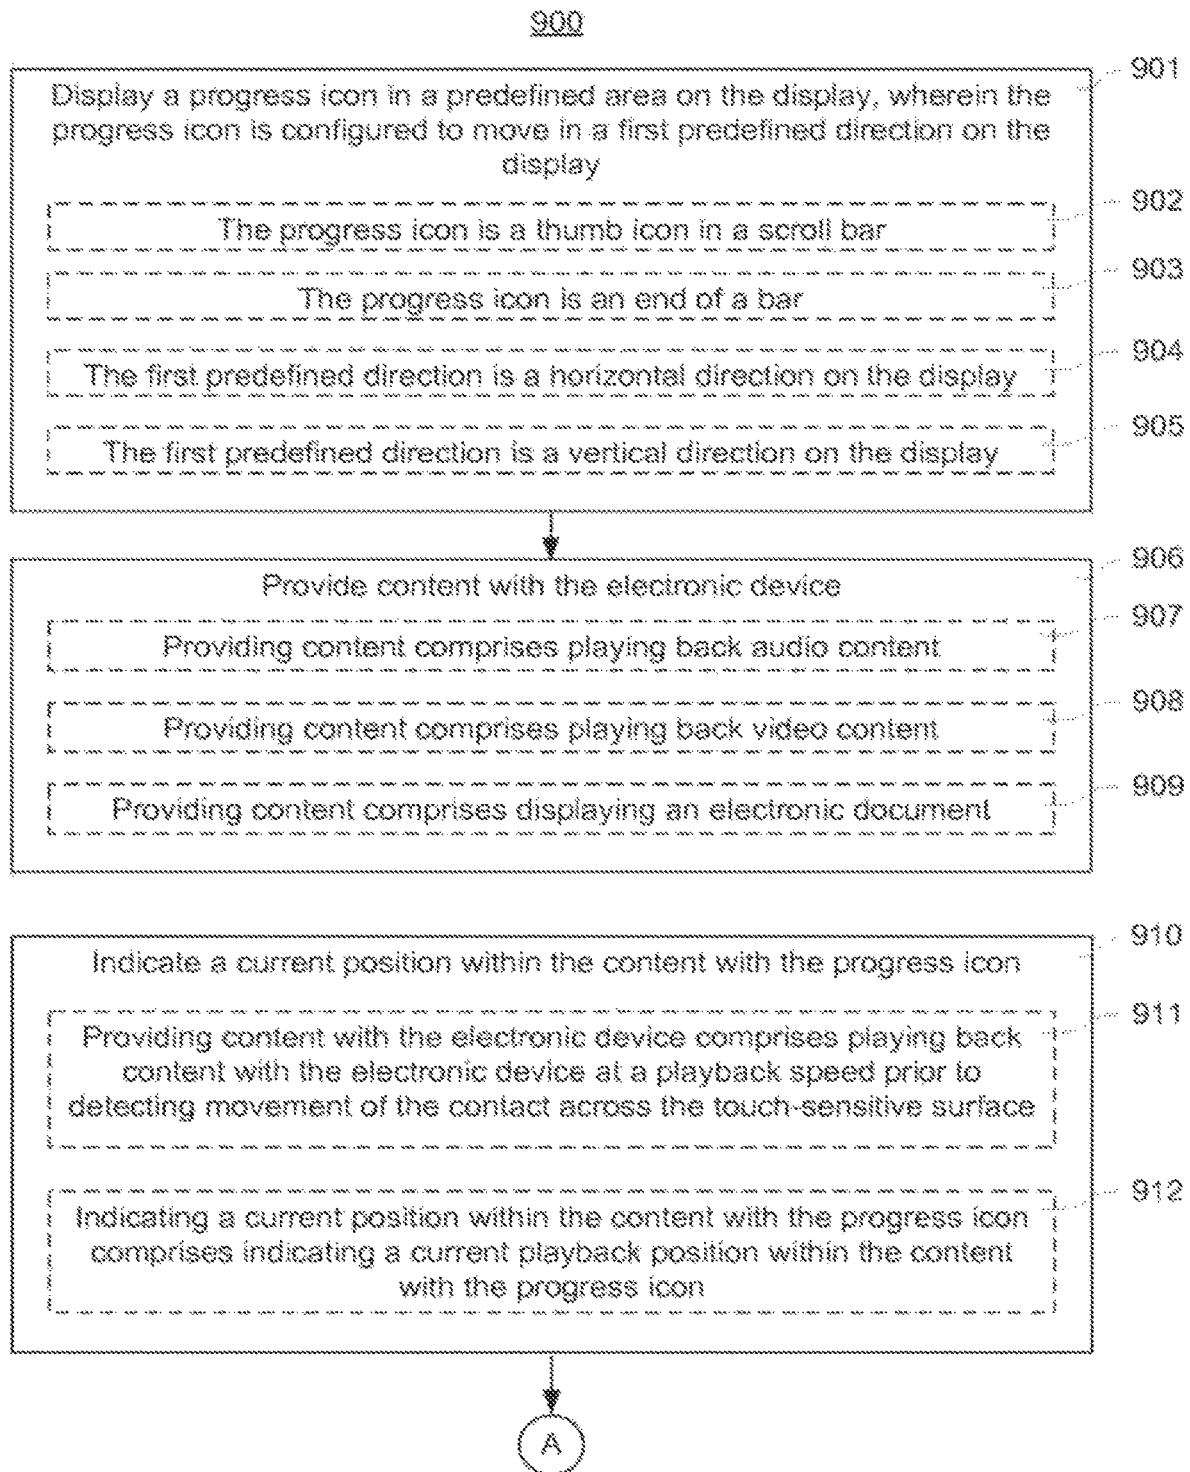 900
901
Display a progress icon in a predefined area on the display, wherein the
progress icon is configured to move in a first predefined direction on the
display
902
The progress icon is a thumb icon in a scroll bar
903
The progress icon is an end of a bar
904
The first predefined direction is a horizontal direction on the display
905
The first predefined direction is a vertical direction on the display
906
Provide content with the electronic device
907
Providing content comprises playing back audio content
908
Providing content comprises playing back video content
909
Providing content comprises displaying an electronic document
910
Indicate a current position within the content with the progress icon
911
Providing content with the electronic device comprises playing back
content with the electronic device at a playback speed prior to
detecting movement of the contact across the touch-sensitive surface
912
Indicating a current position within the content with the progress icon
comprises indicating a current playback position within the content
with the progress icon
A